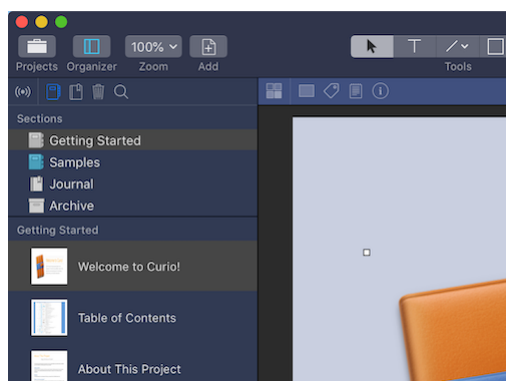 100%
Projects Organizer Zoom Add Tools
Sections
Getting Started
Samples
Journal
Archive
Getting Started
Welcome to Curio!
Table of Contents
About This Project